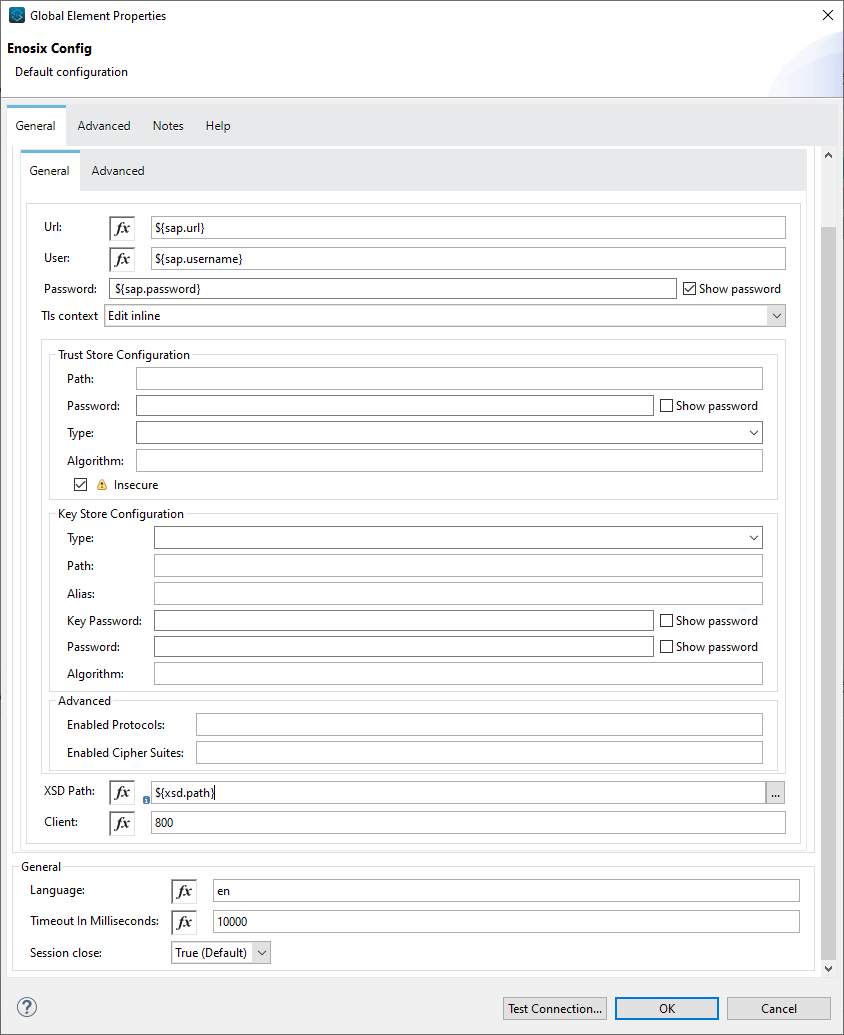 Global Element Properties
Enosix Config
Default configuration
General Advanced Notes Help
General Advanced
Url: fx ${sap.url}
User: fx ${sap.username}
Password: ${sap.password} Show password
Tls context Edit inline
Trust Store Configuration
Path:
Password: Show password
Type:
Algorithm:
Insecure
Key Store Configuration
Type:
Path:
Alias:
Key Password: Show password
Password: Show password
Algorithm:
Advanced
Enabled Protocols:
Enabled Cipher Suites:
XSD Path: fx ${xsd.path} ...
Client: fx 800
General
Language: fx en
Timeout In Milliseconds: fx 10000
Session close: True (Default)
? Test Connection... OK Cancel